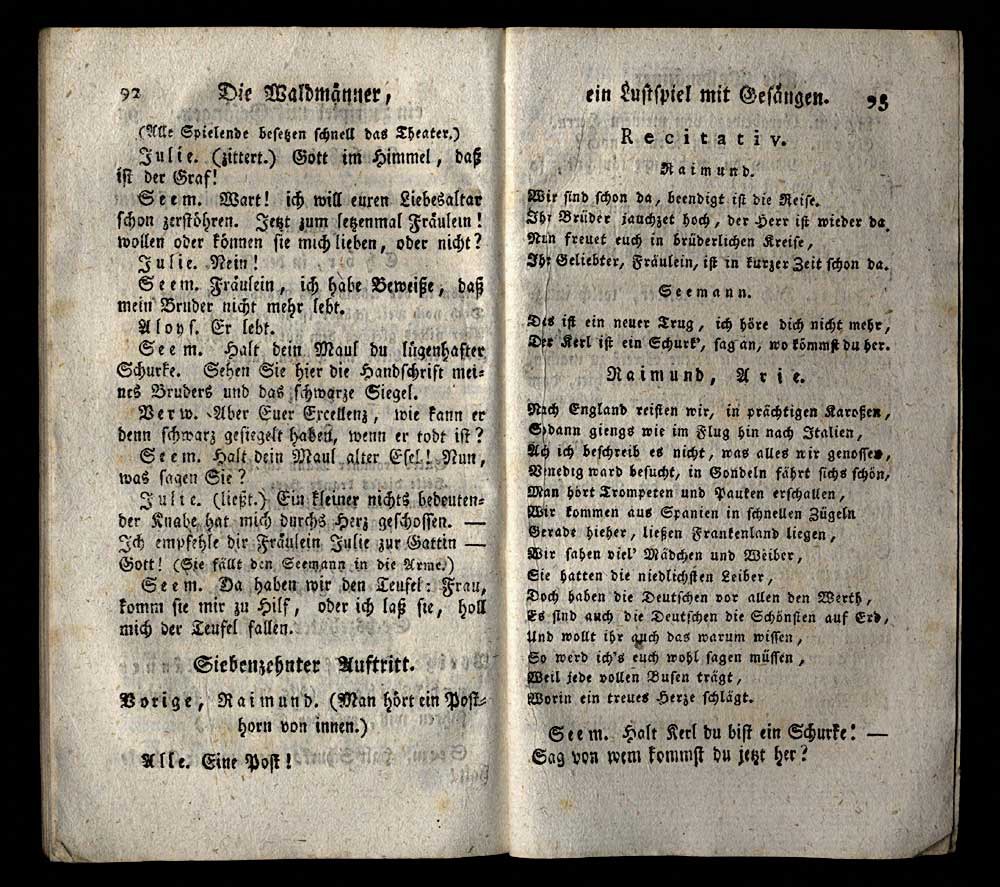 92 Die Waldmänner,
(Alle Spielende besetzen schnell das Theater.)
Julie. (zittert.) Gott im Himmel, daß
ist der Graf!
Seem. Wart! ich will euren Liebesaltar
schon zerstöhren. Jetzt zum letzenmal Fräulein!
wollen oder können sie mich lieben, oder nicht?
Julie. Nein!
Seem. Fräulein, ich habe Beweiße, daß
mein Bruder nicht mehr lebt.
Aloys. Er lebt.
Seem. Halt dein Maul du lügenhafter
Schurke. Sehen Sie hier die Handschrift mei=
nes Bruders und das schwarze Siegel.
Verw. Aber Euer Excellenz, wie kann er
denn schwarz gesiegelt haben, wenn er todt ist?
Seem. Halt dein Maul alter Esel! Nun,
was sagen Sie?
Julie. (ließt.) Ein kleiner nichts bedeuten=
der Knabe hat mich durchs Herz geschossen. —
Ich empfehle dir Fräulein Julie zur Gattin —
Gott! (Sie fällt den Seemann in die Arme.)
Seem. Da haben wir den Teufel: Frau,
komm sie mir zu Hilf, oder ich laß sie, holl
mich der Teufel fallen.
Siebenzehnter Auftritt.
Vorige, Raimund. (Man hört ein Post=
horn von innen.)
Alle. Eine Post!
ein Lustspiel mit Gesängen. 93
Recitativ.
Raimund.
Wir sind schon da, beendigt ist die Reise.
Ihr Brüder jauchzet hoch, der Herr ist wieder da.
Nun freuet euch in brüderlichen Kreise,
Ihr Geliebter, Fräulein, ist in kurzer Zeit schon da.
Seemann.
Das ist ein neuer Trug, ich höre dich nicht mehr,
Der Kerl ist ein Schurk', sag an, wo kömmst du her.
Raimund, Arie.
Nach England reisten wir, in prächtigen Karoßen,
Sodann giengs wie im Flug hin nach Italien,
Ach ich beschreib es nicht, was alles wir genossen,
Venedig ward besucht, in Gondeln fährt sichs schön,
Man hört Trompeten und Pauken erschallen,
Wir kommen aus Spanien in schnellen Zügeln
Gerade hieher, ließen Frankenland liegen,
Wir sahen viel' Mädchen und Weiber,
Sie hatten die niedlichsten Leiber,
Doch haben die Deutschen vor allen den Werth,
Es sind auch die Deutschen die Schönsten auf Erd,
Und wollt ihr auch das warum wissen,
So werd ich's euch wohl sagen müssen,
Weil jede vollen Busen trägt,
Worin ein treues Herze schlägt.
Seem. Halt Kerl du bist ein Schurke! —
Sag von wem kommst du jetzt her?